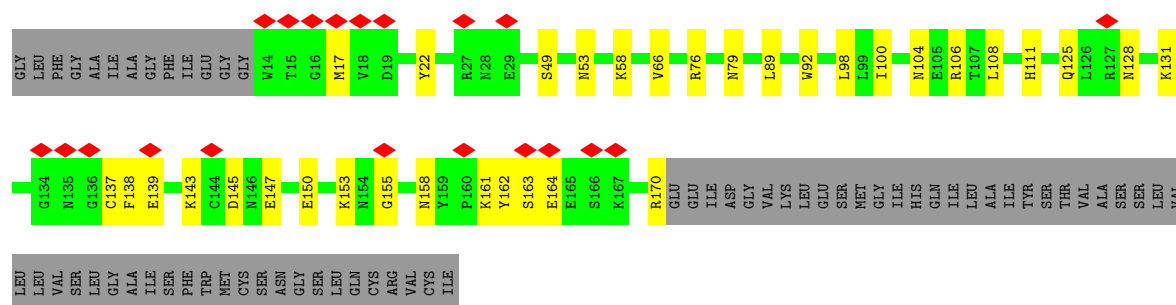 GLY LEU PHE GLY ALA ILE ALA GLY PHE ILE GLU GLY GLY W14 T15 G16 M17 V18 D19 Y22 R27 N28 E29 S49 N53 K58 V66 R76 N79 L89 W92 L98 L99 I100 N104 E105 R106 T107 L108 H111 Q125 L126 R127 N128 K131
G134 N135 G136 C137 F138 E139 K143 C144 D145 N146 E147 E150 K153 N154 G155 N158 Y159 P160 K161 Y162 S163 E164 E165 S166 K167 R170 GLU GLU ILE ASP GLY VAL LYS LEU GLU SER MET GLY ILE HIS GLN ILE LEU ALA ILE TYR SER THR VAL ALA SER SER LEU VAL
LEU LEU VAL SER LEU GLY ALA ILE SER PHE TRP MET CYS SER ASN GLY SER LEU GLN CYS ARG VAL CYS ILE